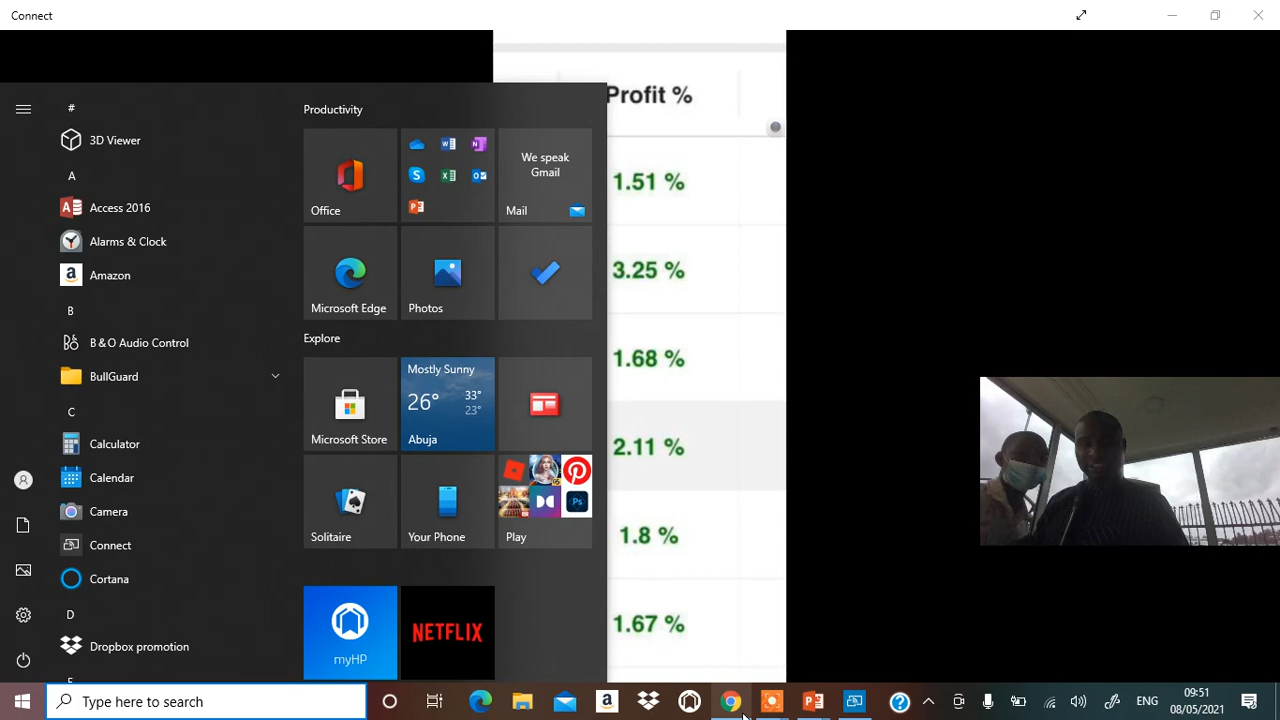 Connect
Profit %
1.51 %
3.25 %
1.68 %
2.11 %
1.8 %
1.67 %
#
3D Viewer
A
Access 2016
Alarms & Clock
Amazon
B
B&O Audio Control
BullGuard
C
Calculator
Calendar
Camera
Connect
Cortana
D
Dropbox promotion
Productivity
Office
We speak
Gmail
Mail
Microsoft Edge
Photos
Explore
Microsoft Store
Mostly Sunny
26°
33°
23°
Abuja
Solitaire
Your Phone
Play
Ps
myHP
NETFLIX
Type here to search
ENG
09:51
08/05/2021